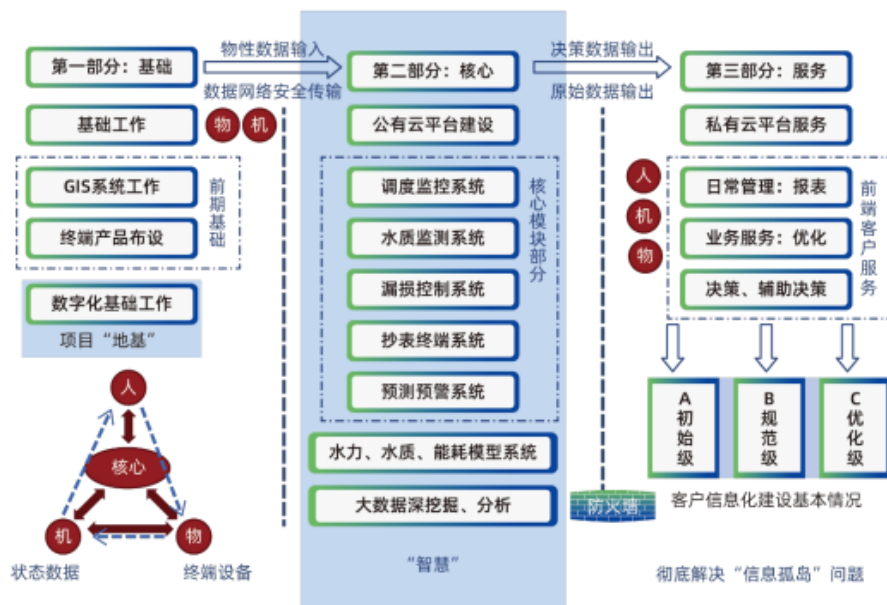 第一部分：基础
物性数据输入
数据网络安全传输
第二部分：核心
决策数据输出
原始数据输出
第三部分：服务
基础工作
物
机
公有云平台建设
私有云平台服务
GIS系统工作
终端产品布设
前期基础
数字化基础工作
项目“地基”
调度监控系统
水质监测系统
漏损控制系统
抄表终端系统
预测预警系统
核心模块部分
人
机
物
日常管理：报表
业务服务：优化
决策、辅助决策
前端客户服务
人
核心
机
物
状态数据
终端设备
水力、水质、能耗模型系统
大数据深挖掘、分析
“智慧”
防火墙
A初始级
B规范级
C优化级
客户信息化建设基本情况
彻底解决“信息孤岛”问题